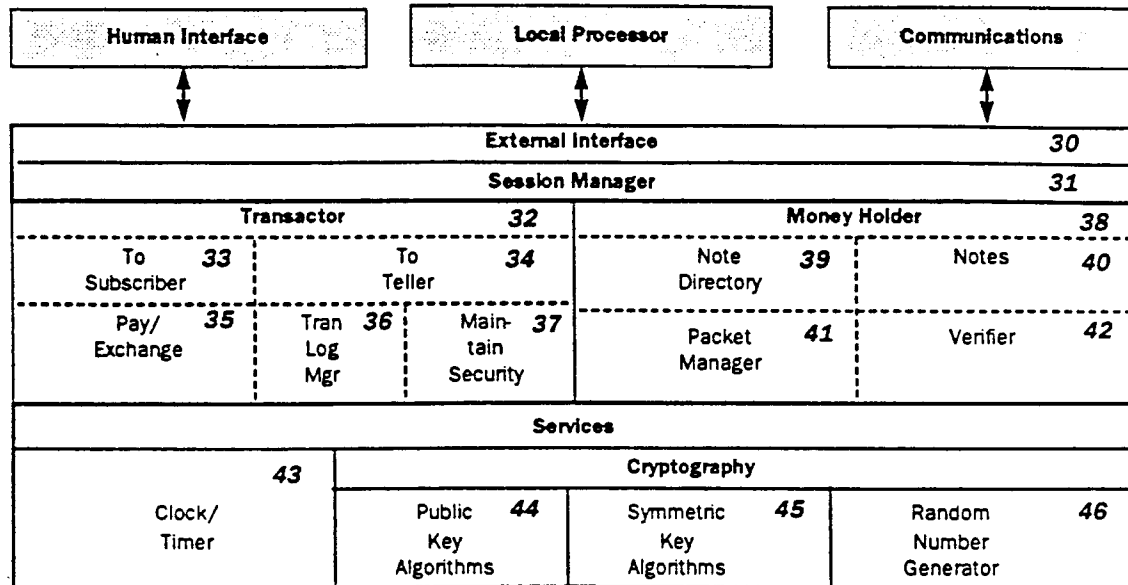 Human Interface
Local Processor
Communications
External Interface 30
Session Manager 31
Transactor 32
Money Holder 38
To Subscriber 33
To Teller 34
Note Directory 39
Notes 40
Pay/ Exchange 35
Tran Log Mgr 36
Main- tain Security 37
Packet Manager 41
Verifier 42
Services
43
Clock/ Timer
Cryptography
Public Key Algorithms 44
Symmetric Key Algorithms 45
Random Number Generator 46